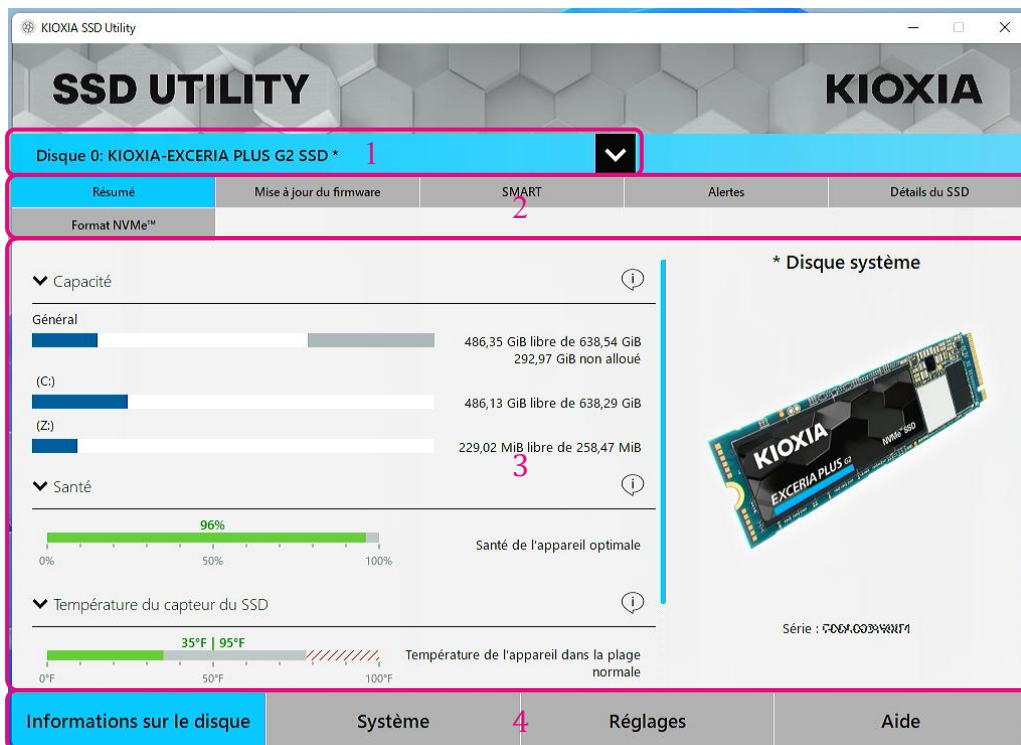 KIOXIA SSD Utility
SSD UTILITY
KIOXIA
Disque 0: KIOXIA-EXCERIA PLUS G2 SSD *
1
Résumé
Mise à jour du firmware
SMART
Alertes
Détails du SSD
2
Format NVMe™
* Disque système
Capacité
Général
486,35 GiB libre de 638,54 GiB
292,97 GiB non alloué
(C:)
486,13 GiB libre de 638,29 GiB
(Z:)
229,02 MiB libre de 258,47 MiB
3
Santé
96%
0%
50%
100%
Santé de l'appareil optimale
Température du capteur du SSD
35°F | 95°F
0°F
50°F
100°F
Température de l'appareil dans la plage
normale
KIOXIA
NVMe™ SSD
EXCERIA PLUS G2
Série :
Informations sur le disque
Système
4
Réglages
Aide